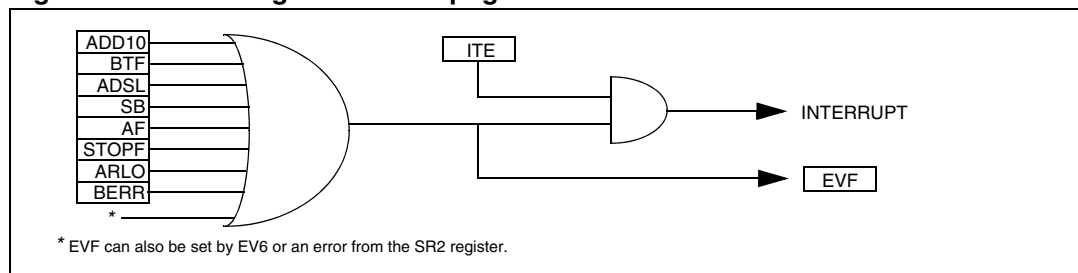 ADD10
BTF
ADSL
SB
AF
STOPF
ARLO
BERR
*
ITE
INTERRUPT
EVF
* EVF can also be set by EV6 or an error from the SR2 register.